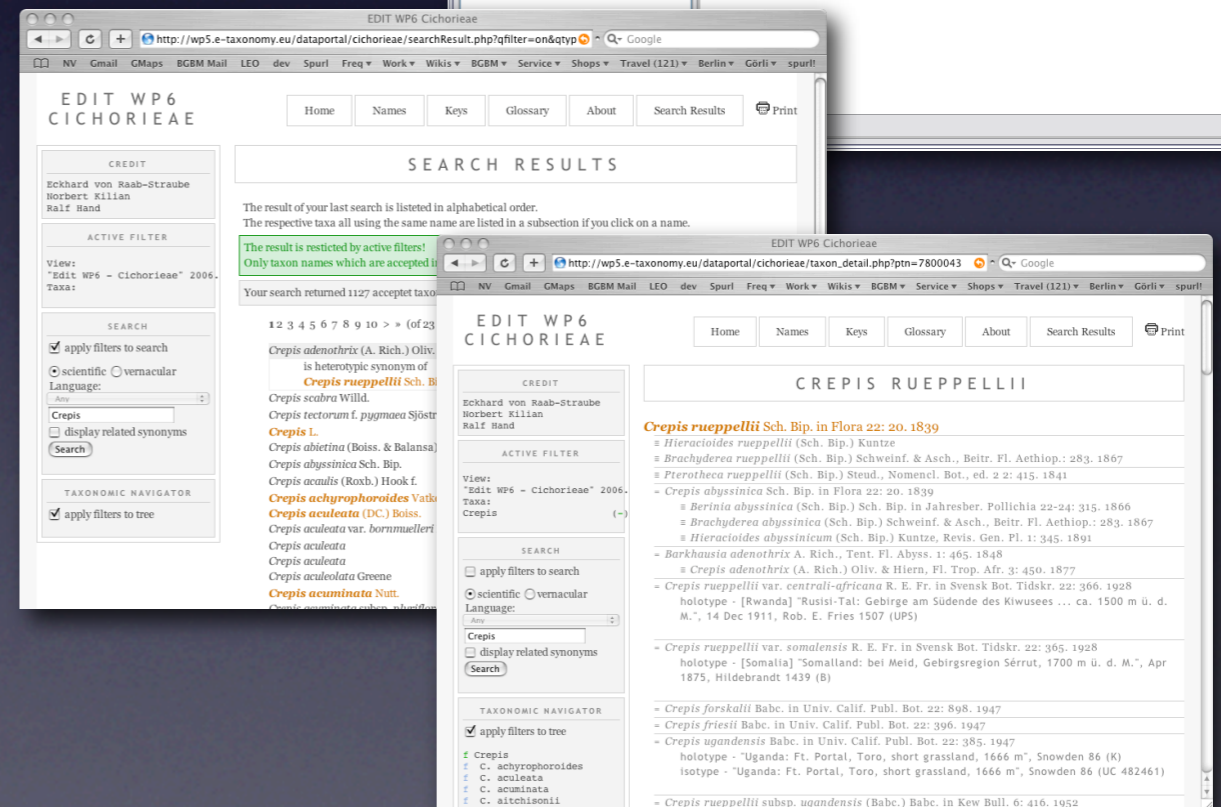 EDIT WP6 Cichorieae
http://wp5.e-taxonomy.eu/dataportal/cichorieae/searchResult.php?qfilter=on&qtyp
Google
NV Gmail GMaps BGBM Mail LEO dev Spurl Freq Work Wikis BGBM Service Shops Travel (121) Berlin Görli spurl!
EDIT WP6
CICHORIEAE
Home Names Keys Glossary About Search Results Print
CREDIT
Eckhard von Raab-Straube
Norbert Kilian
Ralf Hand
ACTIVE FILTER
View:
"Edit WP6 - Cichorieae" 2006.
Taxa:
SEARCH
apply filters to search
scientific vernacular
Language:
Any
Crepis
display related synonyms
Search
TAXONOMIC NAVIGATOR
apply filters to tree
SEARCH RESULTS
The result of your last search is listeted in alphabetical order.
The respective taxa all using the same name are listed in a subsection if you click on a name.
The result is resticted by active filters!
Only taxon names which are accepted i
Your search returned 1127 acceptet taxo
1 2 3 4 5 6 7 8 9 10 > » (of 23
Crepis adenothrix (A. Rich.) Oliv.
is heterotypic synonym of
Crepis rueppellii Sch. Bi
Crepis scabra Willd.
Crepis tectorum f. pygmaea Sjöstr
Crepis L.
Crepis abietina (Boiss. & Balansa)
Crepis abyssinica Sch. Bip.
Crepis acaulis (Roxb.) Hook f.
Crepis achyrophoroides Vatke
Crepis aculeata (DC.) Boiss.
Crepis aculeata var. bornmuelleri
Crepis aculeata
Crepis aculeata
Crepis aculeolata Greene
Crepis acuminata Nutt.
Crepis acuminata subsp. pluriflor
EDIT WP6 Cichorieae
http://wp5.e-taxonomy.eu/dataportal/cichorieae/taxon_detail.php?ptn=7800043
Google
NV Gmail GMaps BGBM Mail LEO dev Spurl Freq Work Wikis BGBM Service Shops Travel (121) Berlin Görli spurl!
EDIT WP6
CICHORIEAE
Home Names Keys Glossary About Search Results Print
CREDIT
Eckhard von Raab-Straube
Norbert Kilian
Ralf Hand
ACTIVE FILTER
View:
"Edit WP6 - Cichorieae" 2006.
Taxa:
Crepis (-)
SEARCH
apply filters to search
scientific vernacular
Language:
Any
Crepis
display related synonyms
Search
TAXONOMIC NAVIGATOR
apply filters to tree
f Crepis
f C. achyrophoroides
f C. aculeata
f C. acuminata
f C. aitchisonii
CREPIS RUEPPELLII
Crepis rueppellii Sch. Bip. in Flora 22: 20. 1839
≡ Hieracioides rueppellii (Sch. Bip.) Kuntze
≡ Brachyderea rueppellii (Sch. Bip.) Schweinf. & Asch., Beitr. Fl. Aethiop.: 283. 1867
≡ Pterotheca rueppellii (Sch. Bip.) Steud., Nomencl. Bot., ed. 2 2: 415. 1841
= Crepis abyssinica Sch. Bip. in Flora 22: 20. 1839
≡ Berinia abyssinica (Sch. Bip.) Sch. Bip. in Jahresber. Pollichia 22-24: 315. 1866
≡ Brachyderea abyssinica (Sch. Bip.) Schweinf. & Asch., Beitr. Fl. Aethiop.: 283. 1867
≡ Hieracioides abyssinicum (Sch. Bip.) Kuntze, Revis. Gen. Pl. 1: 345. 1891
= Barkhausia adenothrix A. Rich., Tent. Fl. Abyss. 1: 465. 1848
≡ Crepis adenothrix (A. Rich.) Oliv. & Hiern, Fl. Trop. Afr. 3: 450. 1877
= Crepis rueppellii var. centrali-africana R. E. Fr. in Svensk Bot. Tidskr. 22: 366. 1928
holotype - [Rwanda] "Rusisi-Tal: Gebirge am Südende des Kiwusees ... ca. 1500 m ü. d.
M.", 14 Dec 1911, Rob. E. Fries 1507 (UPS)
= Crepis rueppellii var. somalensis R. E. Fr. in Svensk Bot. Tidskr. 22: 365. 1928
holotype - [Somalia] "Somalland: bei Meid, Gebirgsregion Sérrut, 1700 m ü. d. M.", Apr
1875, Hildebrandt 1439 (B)
= Crepis forskalii Babc. in Univ. Calif. Publ. Bot. 22: 898. 1947
= Crepis friesii Babc. in Univ. Calif. Publ. Bot. 22: 396. 1947
= Crepis ugandensis Babc. in Univ. Calif. Publ. Bot. 22: 385. 1947
holotype - "Uganda: Ft. Portal, Toro, short grassland, 1666 m", Snowden 86 (K)
isotype - "Uganda: Ft. Portal, Toro, short grassland, 1666 m", Snowden 86 (UC 482461)
= Crepis rueppellii subsp. ugandensis (Babc.) Babc. in Kew Bull. 6: 416. 1952